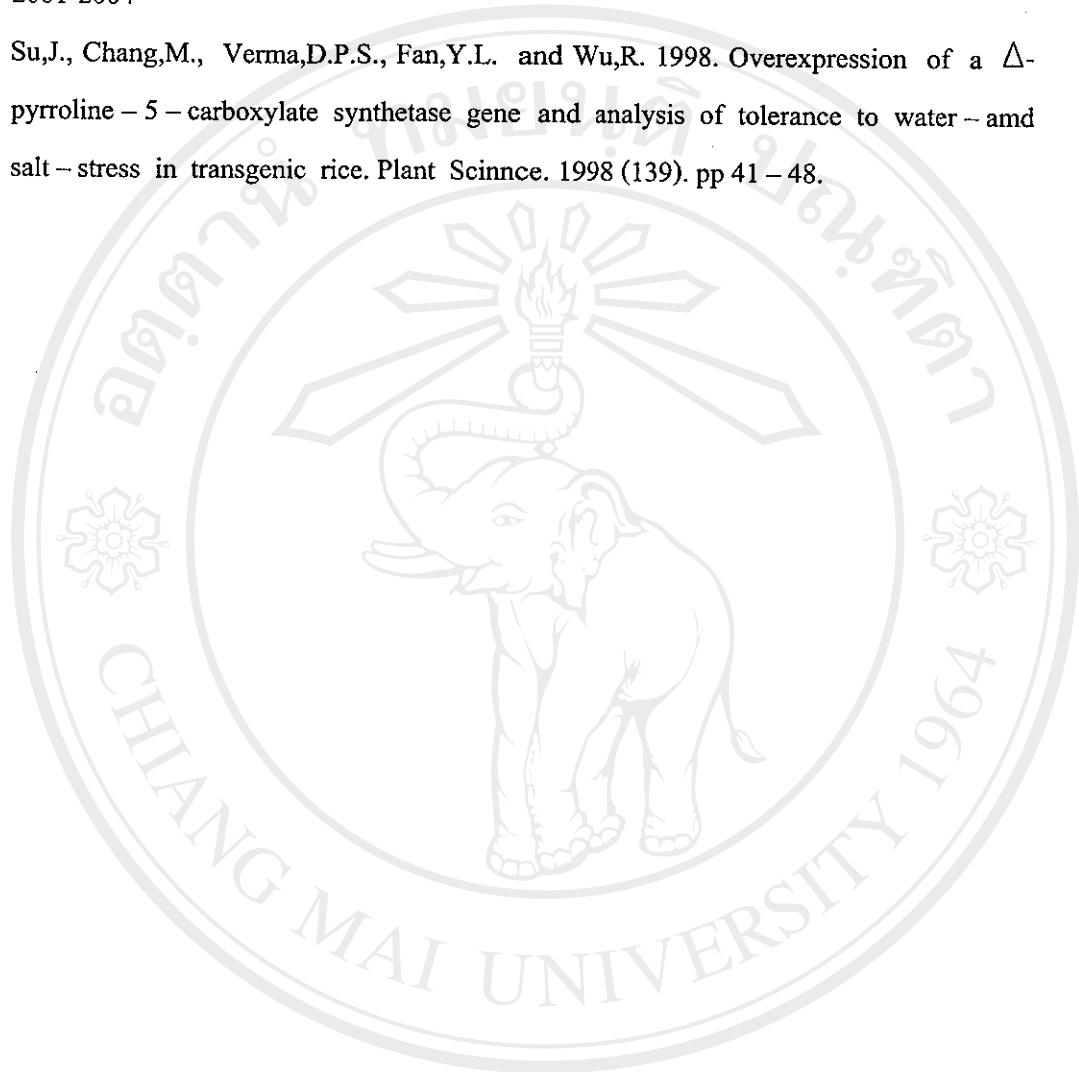 Su,J., Chang,M., Verma,D.P.S., Fan,Y.L. and Wu,R. 1998. Overexpression of a Δ-
pyrroline – 5 – carboxylate synthetase gene and analysis of tolerance to water – amd
salt – stress in transgenic rice. Plant Scinnce. 1998 (139). pp 41 – 48.
CHIANG MAI UNIVERSITY 1964